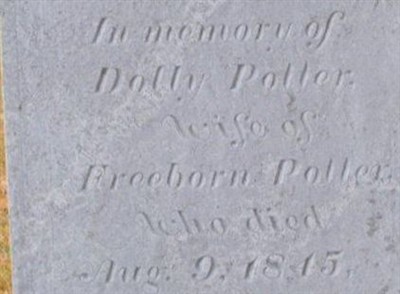 In memory of
Dolly Potter
Wife of
Freeborn Potter,
Who died
Aug. 9, 1845,